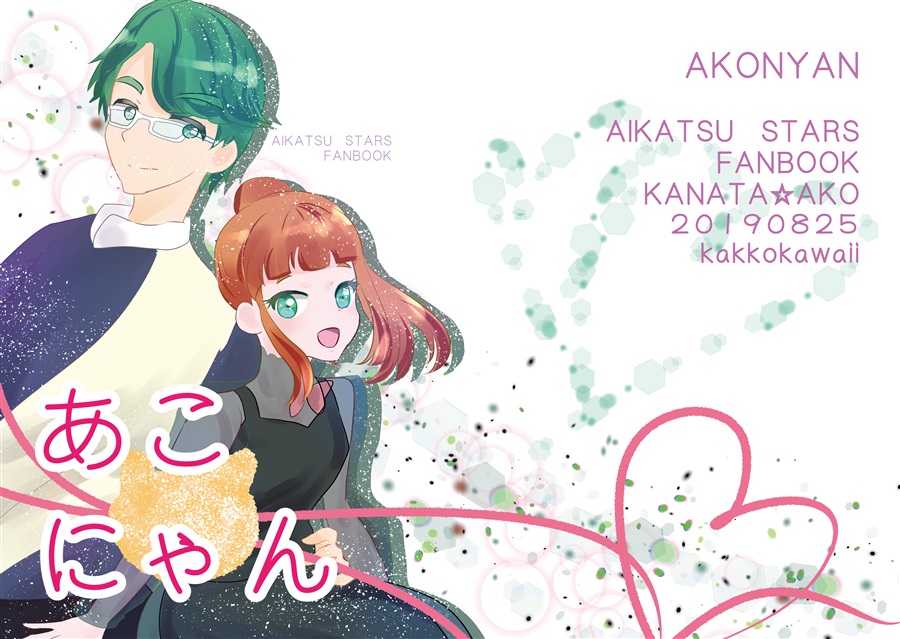 AKONYAN
AIKATSU STARS
FANBOOK
KANATA☆AKO
20190825
kakkokawaii
AIKATSU STARS
FANBOOK
あこ
にゃん